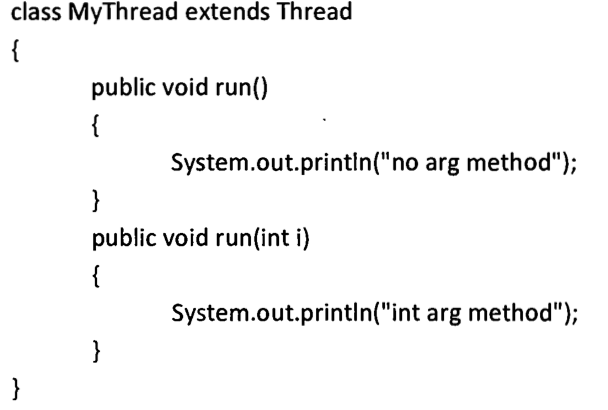 class MyThread extends Thread
{
public void run()
{
System.out.println("no arg method");
}
public void run(int i)
{
System.out.println("int arg method");
}
}